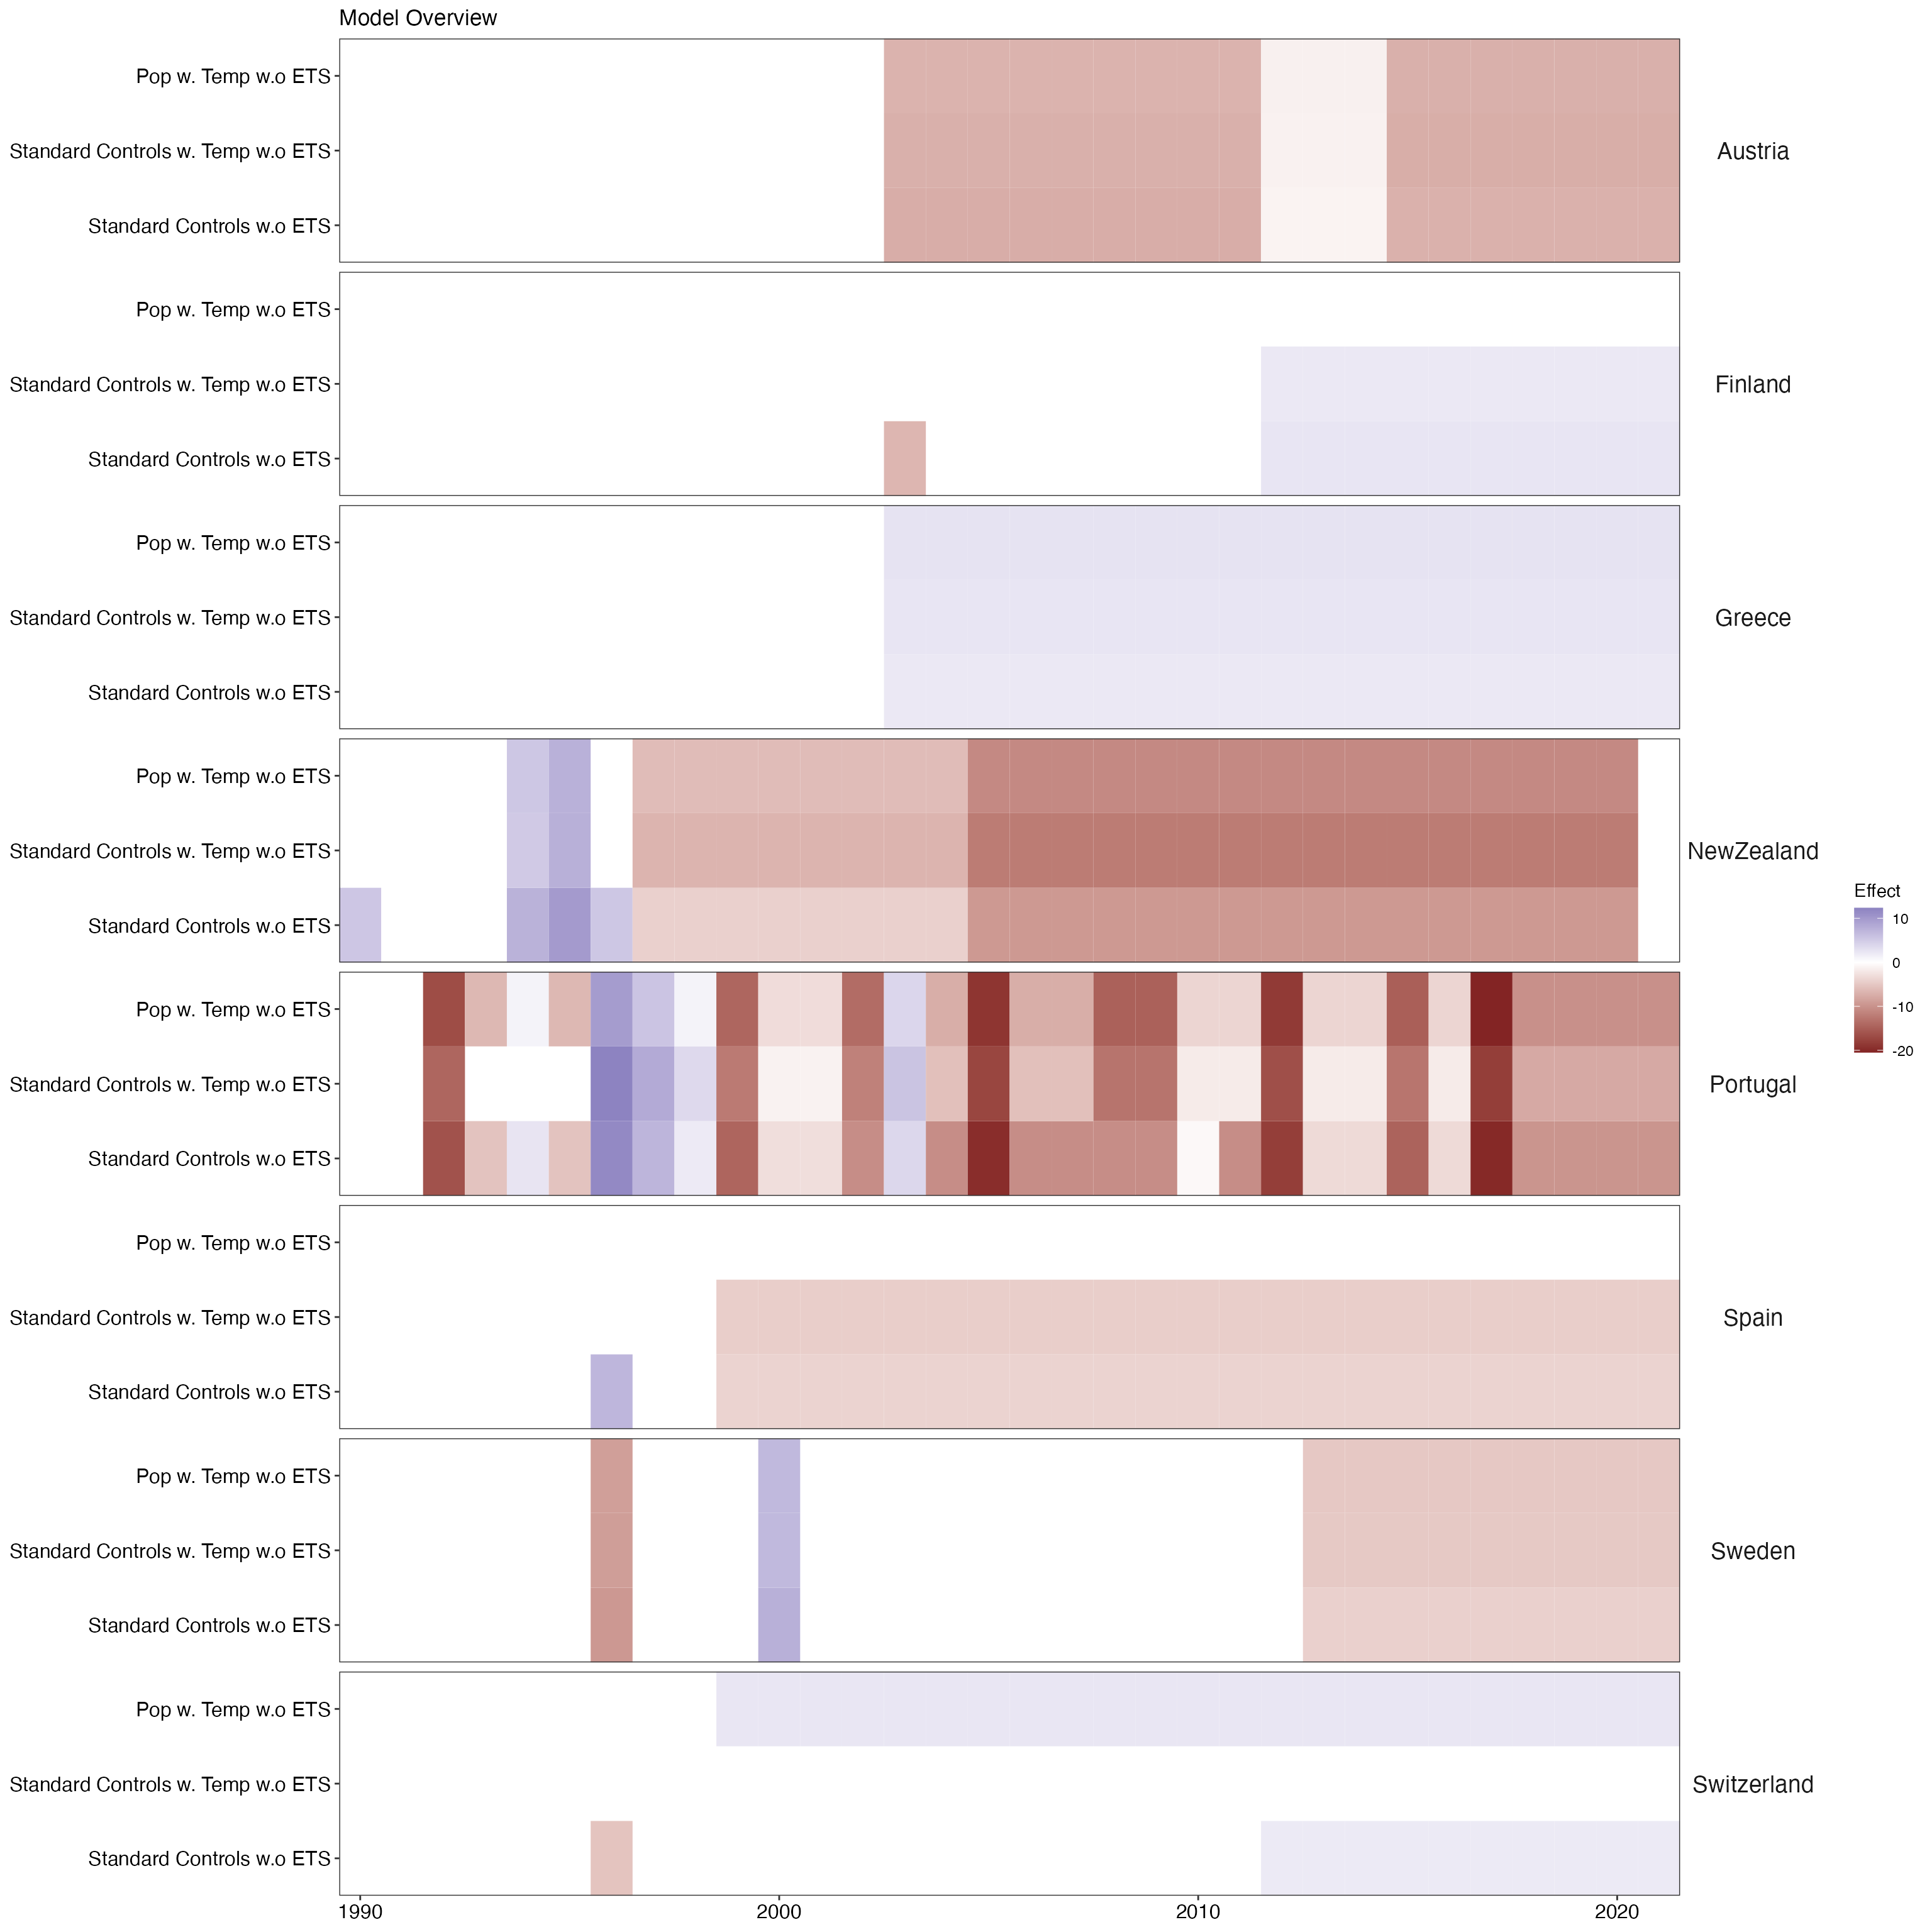 Model Overview
Pop w. Temp w.o ETS
Standard Controls w. Temp w.o ETS
Standard Controls w.o ETS
Austria
Pop w. Temp w.o ETS
Standard Controls w. Temp w.o ETS
Standard Controls w.o ETS
Finland
Pop w. Temp w.o ETS
Standard Controls w. Temp w.o ETS
Standard Controls w.o ETS
Greece
Pop w. Temp w.o ETS
Standard Controls w. Temp w.o ETS
Standard Controls w.o ETS
NewZealand
Pop w. Temp w.o ETS
Standard Controls w. Temp w.o ETS
Standard Controls w.o ETS
Portugal
Pop w. Temp w.o ETS
Standard Controls w. Temp w.o ETS
Standard Controls w.o ETS
Spain
Pop w. Temp w.o ETS
Standard Controls w. Temp w.o ETS
Standard Controls w.o ETS
Sweden
Pop w. Temp w.o ETS
Standard Controls w. Temp w.o ETS
Standard Controls w.o ETS
Switzerland
1990 2000 2010 2020
Effect
10
0
-10
-20